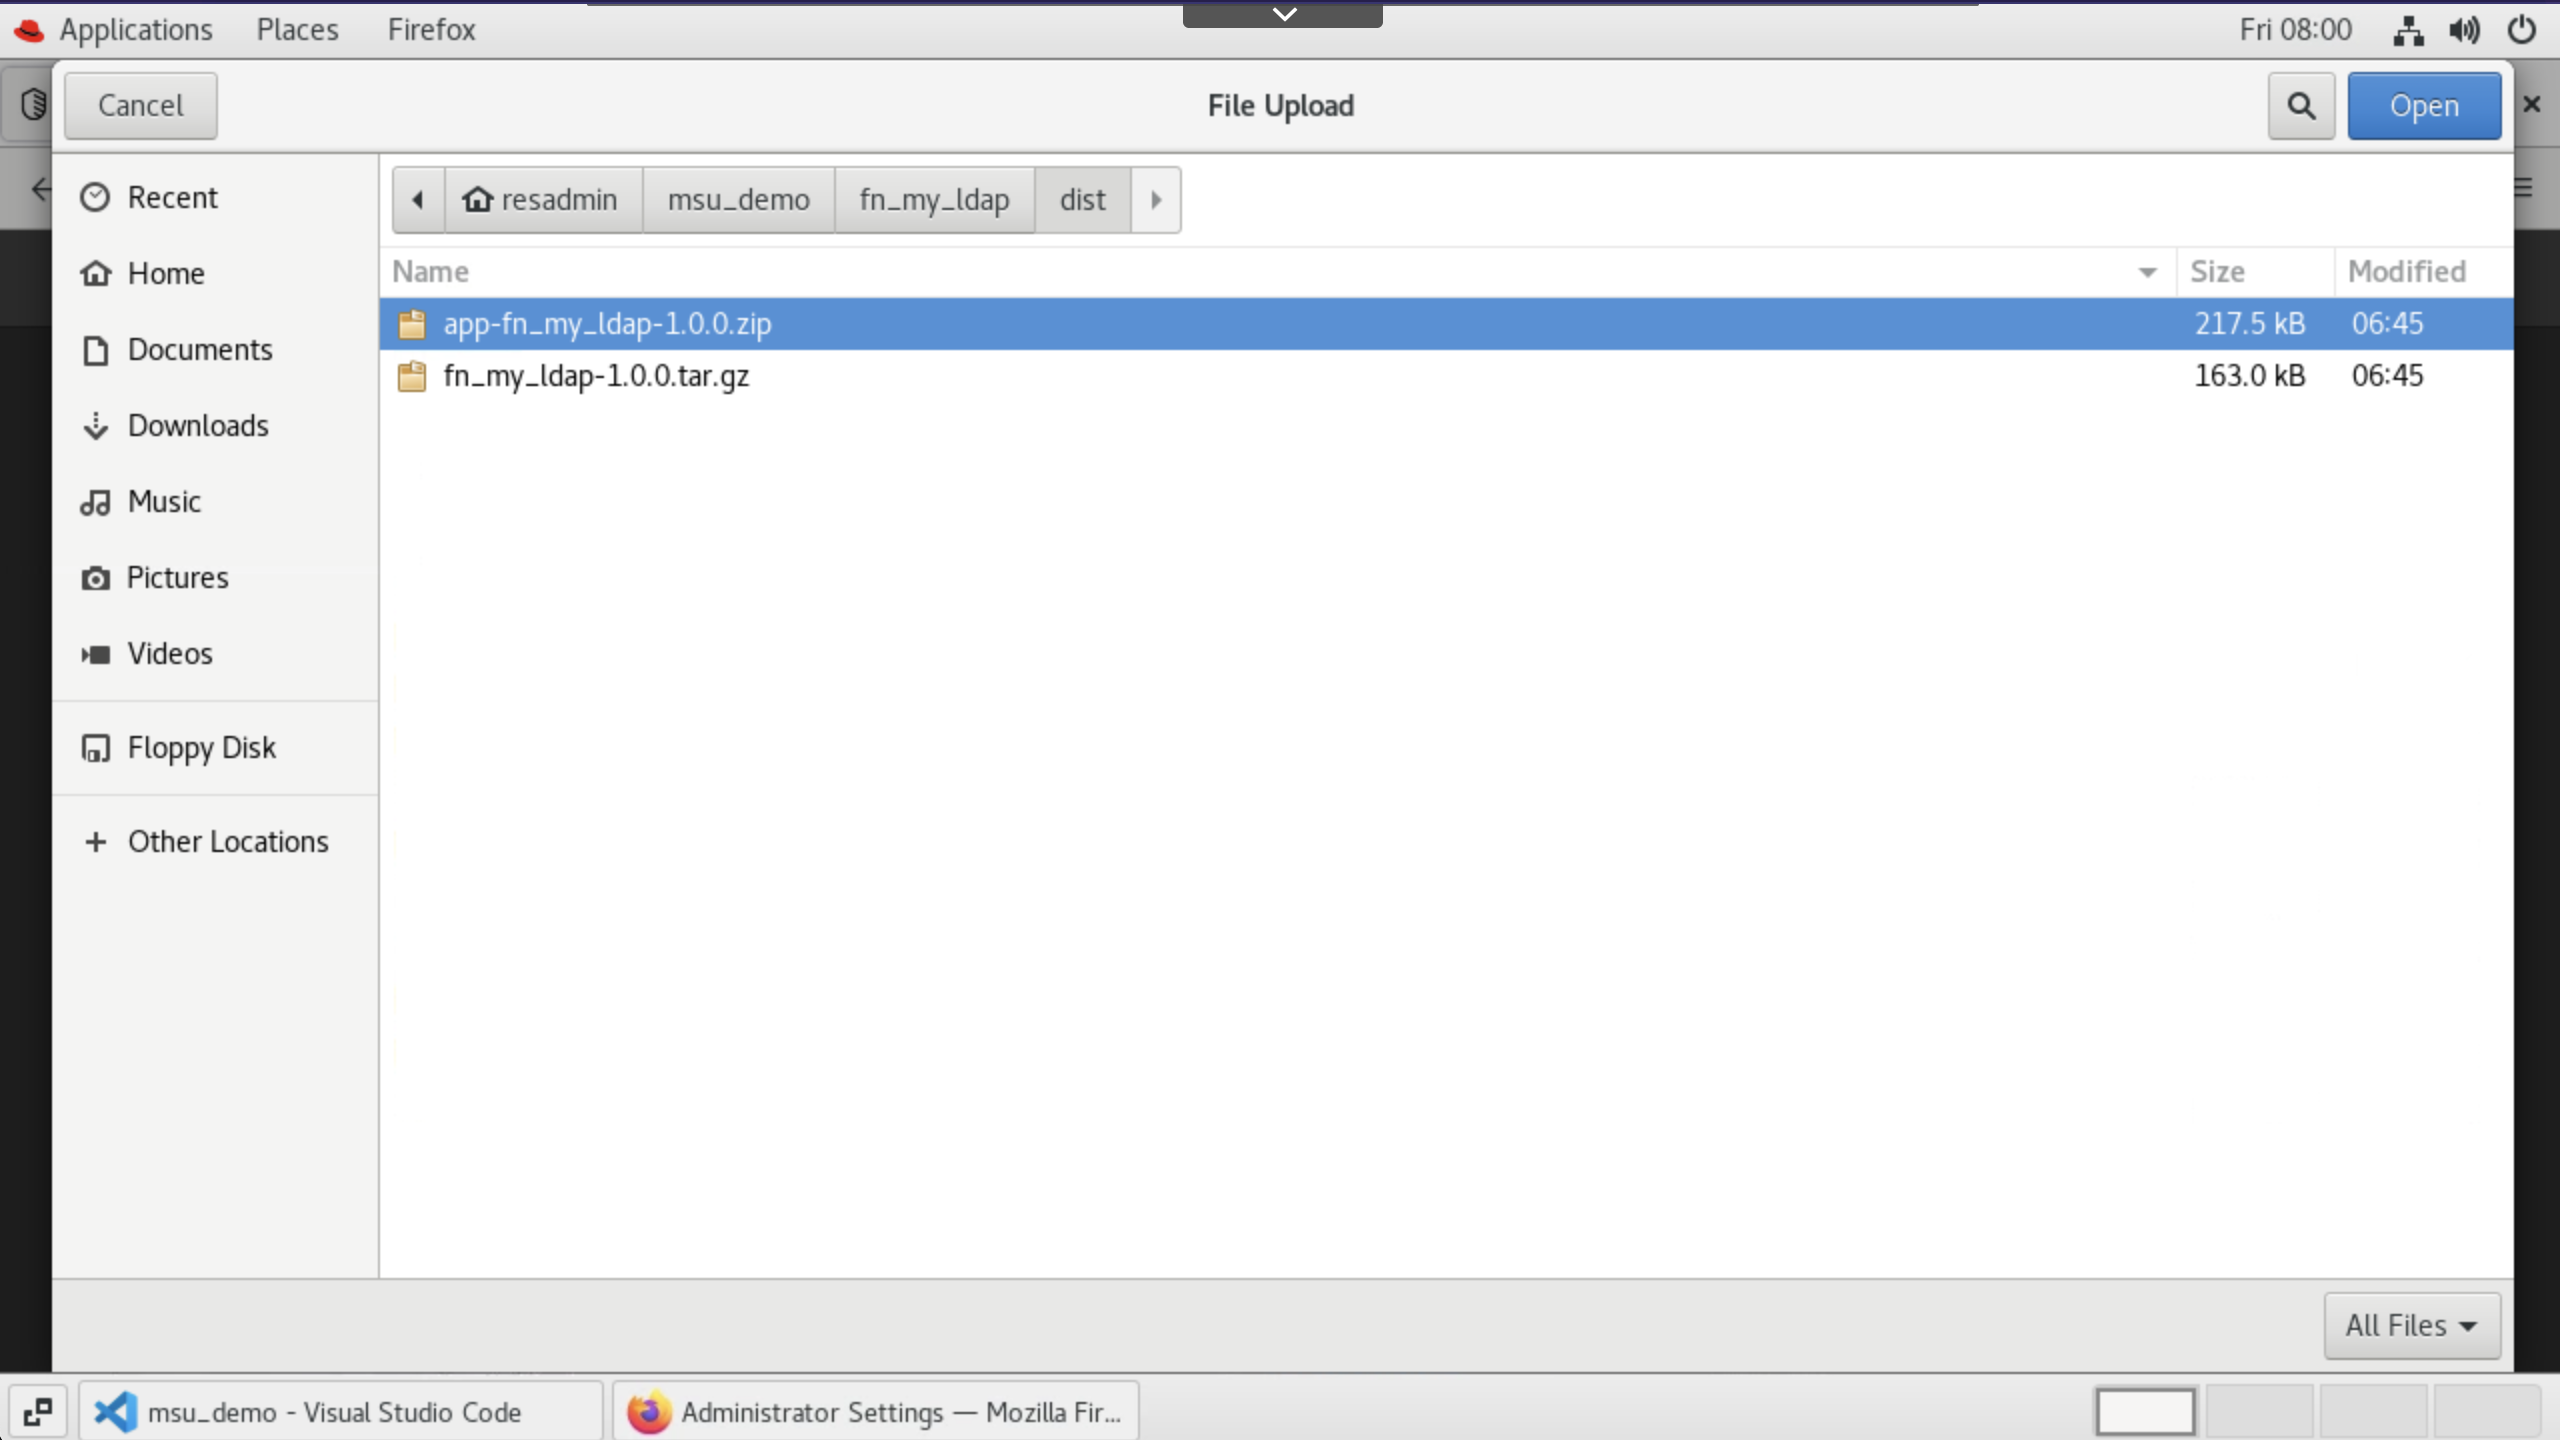 Applications Places Firefox Fri 08:00
Cancel File Upload Open
Recent
Home
Documents
Downloads
Music
Pictures
Videos
Floppy Disk
Other Locations
resadmin msu_demo fn_my_ldap dist
Name Size Modified
app-fn_my_ldap-1.0.0.zip 217.5 kB 06:45
fn_my_ldap-1.0.0.tar.gz 163.0 kB 06:45
All Files
msu_demo - Visual Studio Code Administrator Settings — Mozilla Fir...